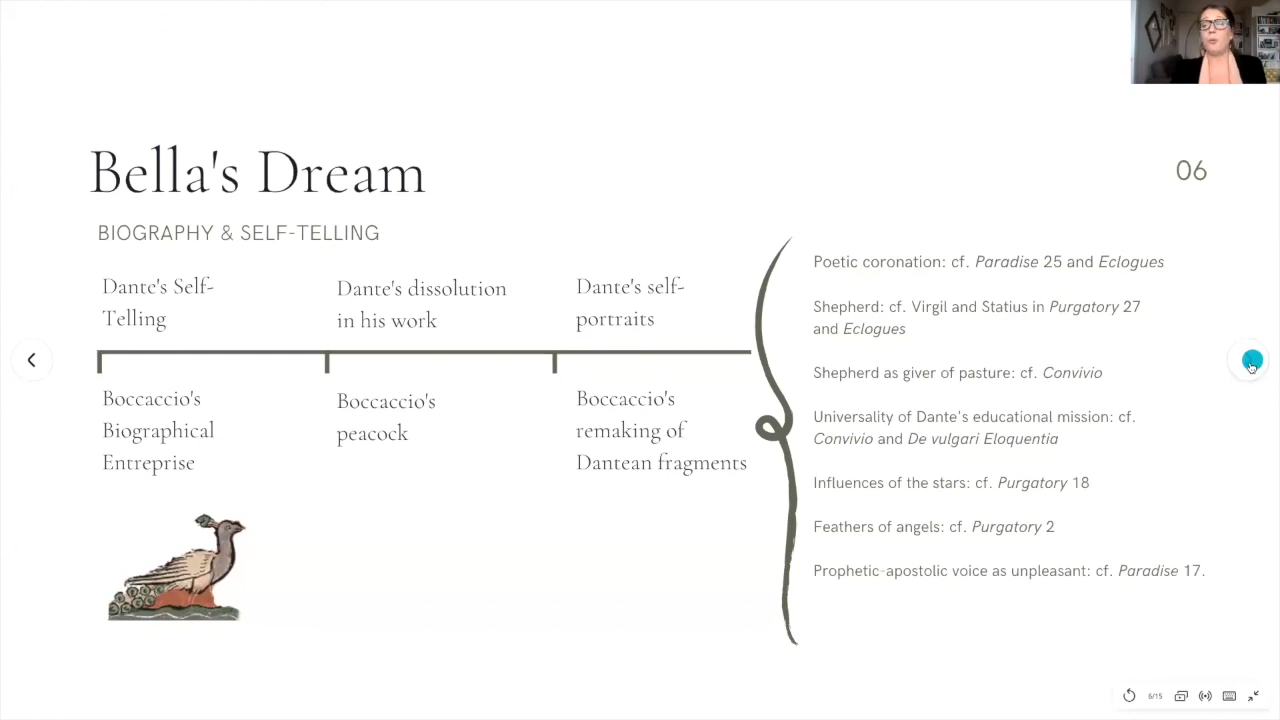 Bella's Dream
06
BIOGRAPHY & SELF-TELLING
Dante's Self-
Telling
Dante's dissolution
in his work
Dante's self-
portraits
Boccaccio's
Biographical
Entreprise
Boccaccio's
peacock
Boccaccio's
remaking of
Dantean fragments
Poetic coronation: cf. Paradise 25 and Eclogues
Shepherd: cf. Virgil and Statius in Purgatory 27
and Eclogues
Shepherd as giver of pasture: cf. Convivio
Universality of Dante's educational mission: cf.
Convivio and De vulgari Eloquentia
Influences of the stars: cf. Purgatory 18
Feathers of angels: cf. Purgatory 2
Prophetic-apostolic voice as unpleasant: cf. Paradise 17.
6/15